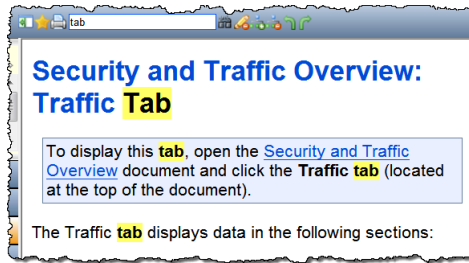 tab
Security and Traffic Overview:
Traffic Tab
To display this tab, open the Security and Traffic
Overview document and click the Traffic tab (located
at the top of the document).
The Traffic tab displays data in the following sections: